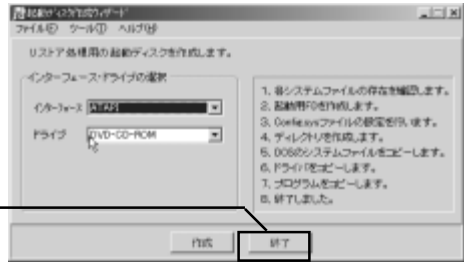 起動ディスク作成ウィザード
ファイル(F) ツール(T) ヘルプ(H)
リストア処理用の起動ディスクを作成します。
インターフェース・ドライブの選択
インターフェース ATAPI
ドライブ DVD-CD-ROM
1. 各システムファイルの存在を確認します。
2. 起動用FDを作成します。
3. Config.sysファイルの設定を行います。
4. ディレクトリを作成します。
5. DOSのシステムファイルをコピーします。
6. ドライバをコピーします。
7. プログラムをコピーします。
8. 終了しました。
作成
終了